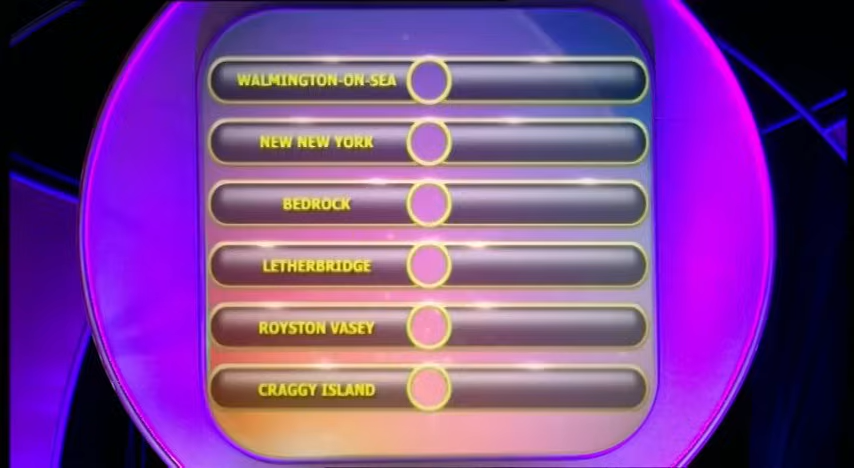 WALMINGTON-ON-SEA
NEW NEW YORK
BEDROCK
LETHERBRIDGE
ROYSTON VASEY
CRAGGY ISLAND